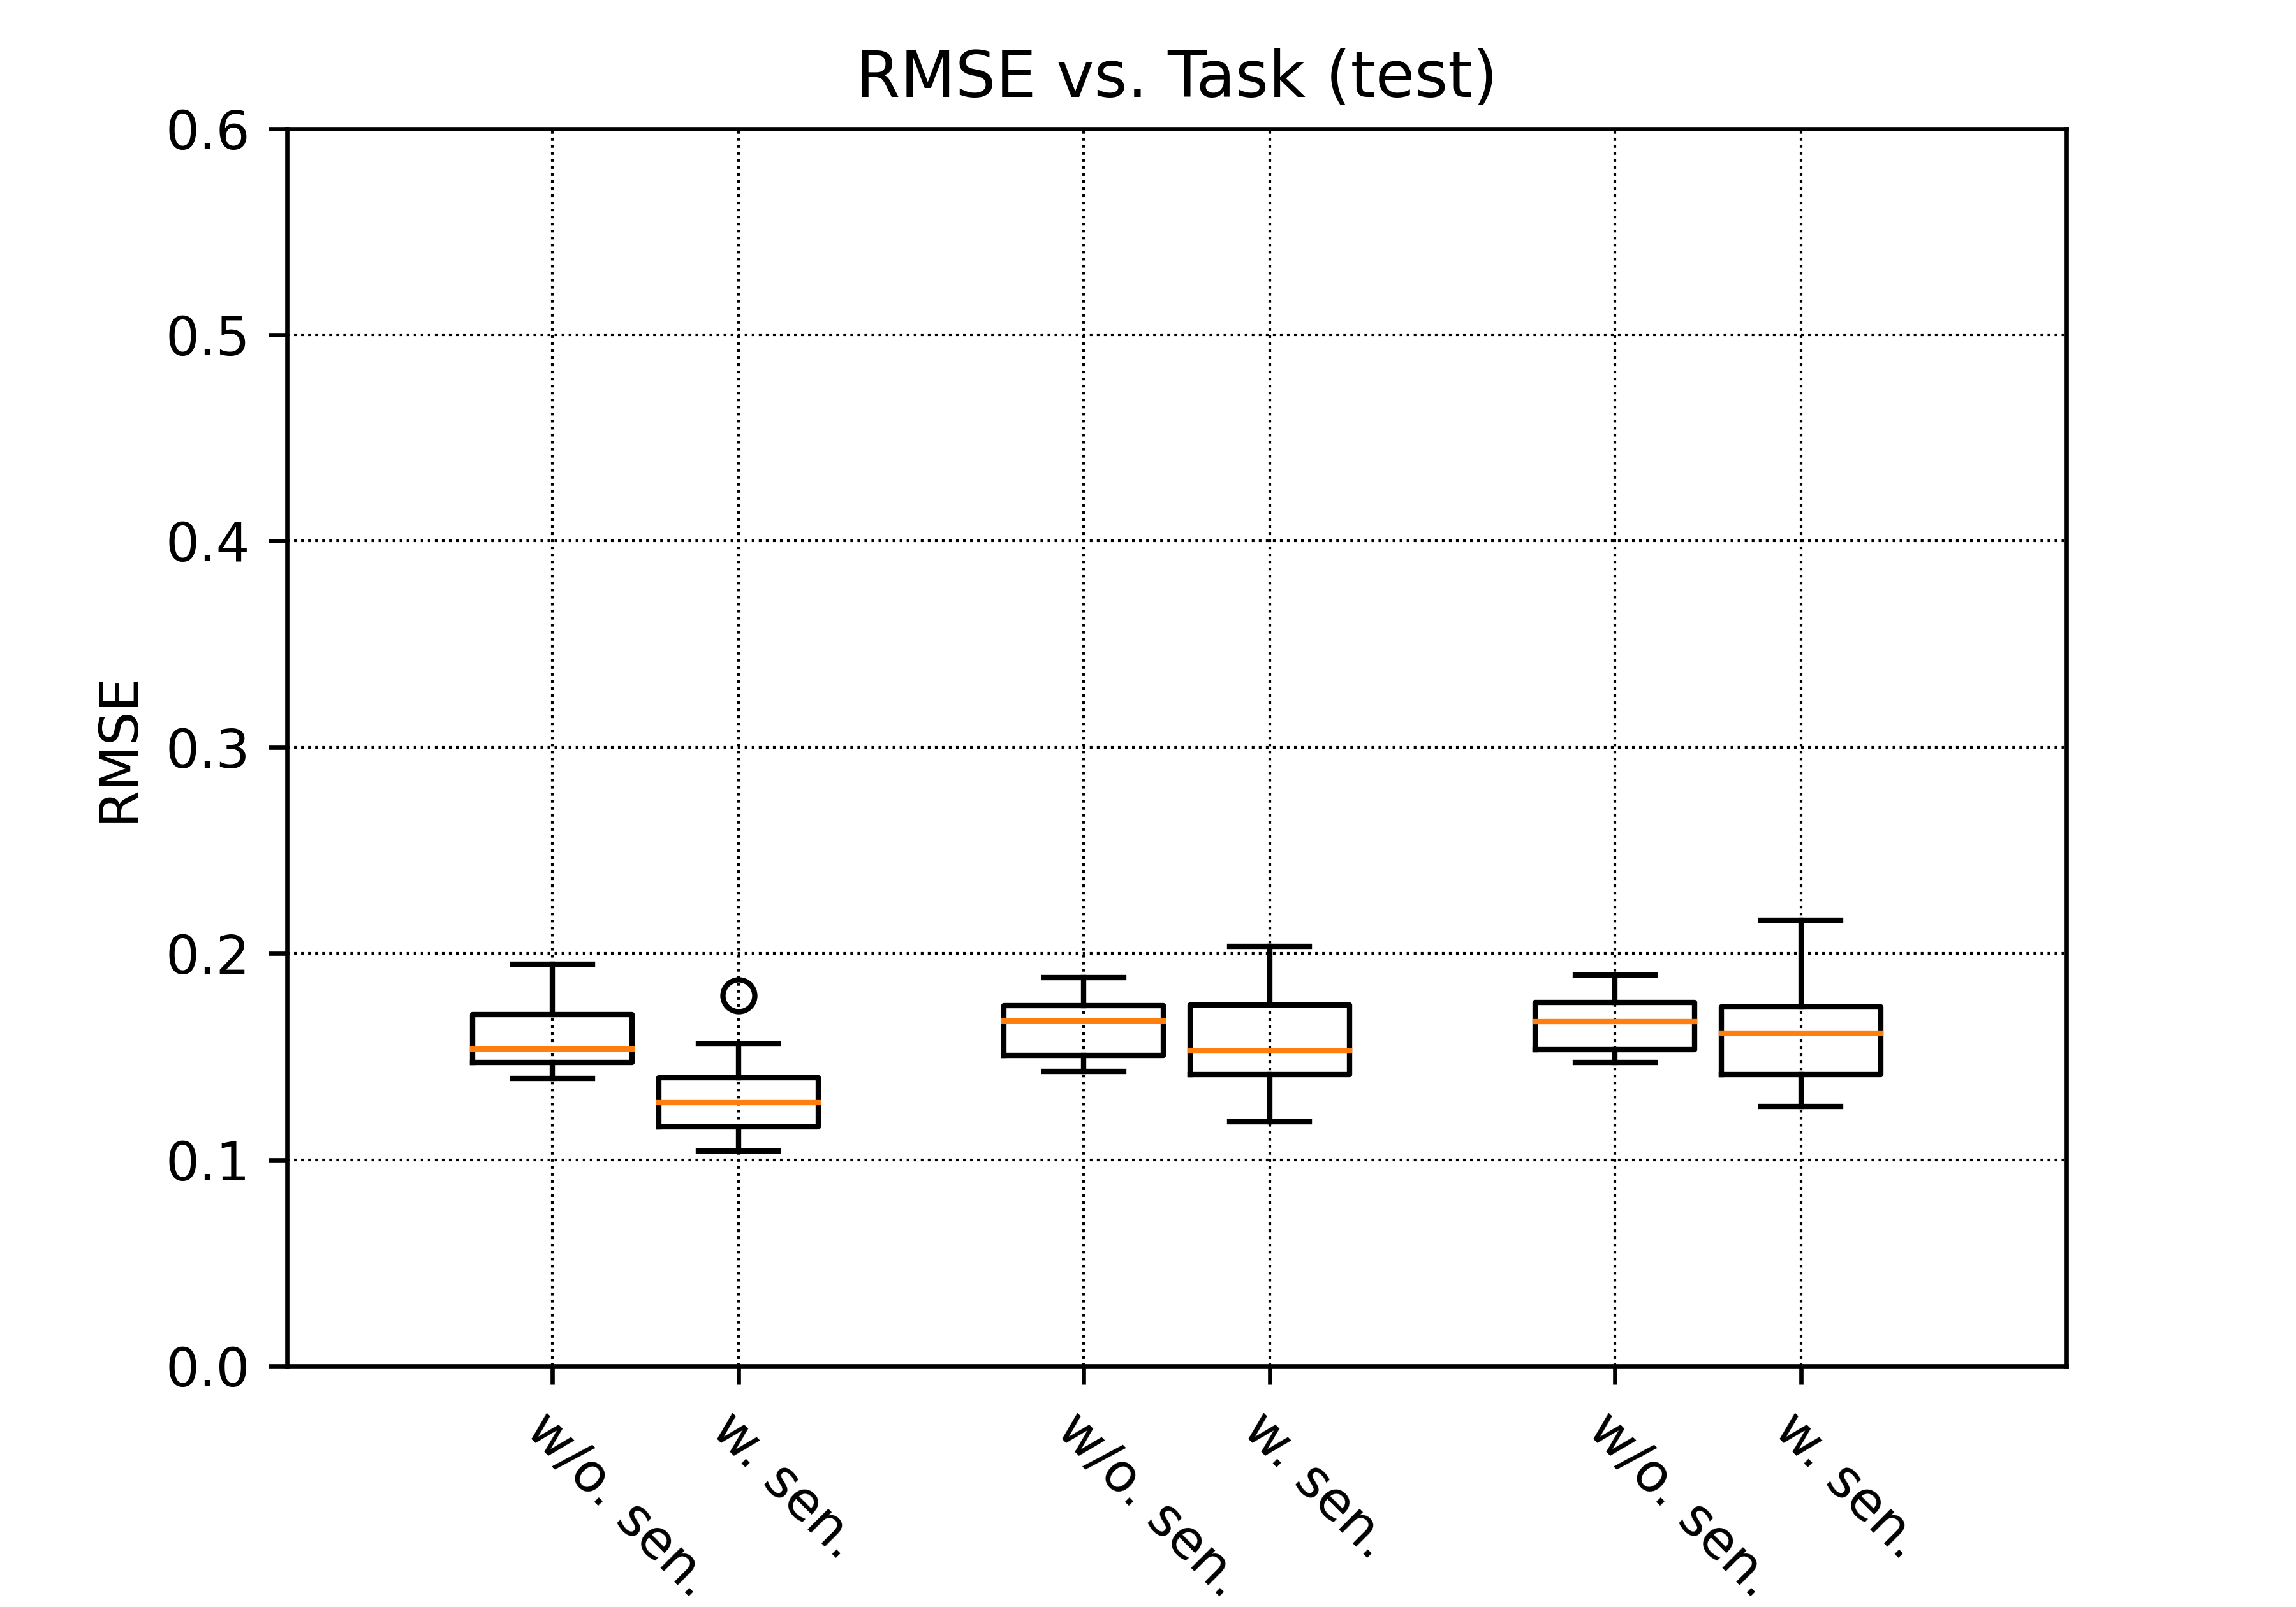 RMSE vs. Task (test)
RMSE
0.6
0.5
0.4
0.3
0.2
0.1
0.0
w/o. sen.
w. sen.
w/o. sen.
w. sen.
w/o. sen.
w. sen.